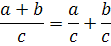 (a + b)/c = a/c + b/c